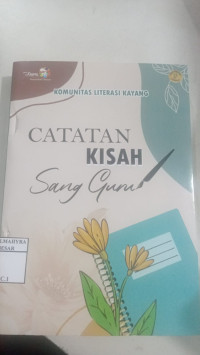 KOMUNITAS LITERASI KAYANG
CATATAN
KISAH
Sang Guru